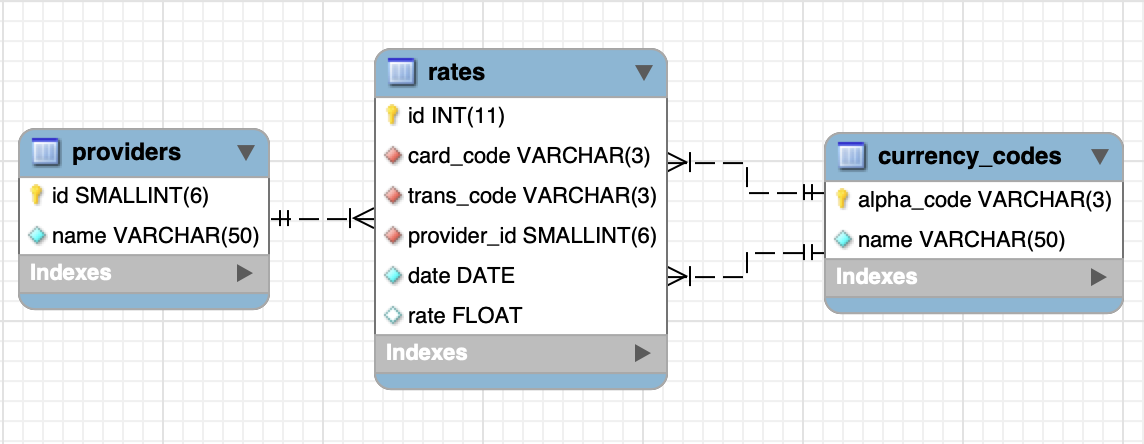 providers
id SMALLINT(6)
name VARCHAR(50)
Indexes
rates
id INT(11)
card_code VARCHAR(3)
trans_code VARCHAR(3)
provider_id SMALLINT(6)
date DATE
rate FLOAT
Indexes
currency_codes
alpha_code VARCHAR(3)
name VARCHAR(50)
Indexes